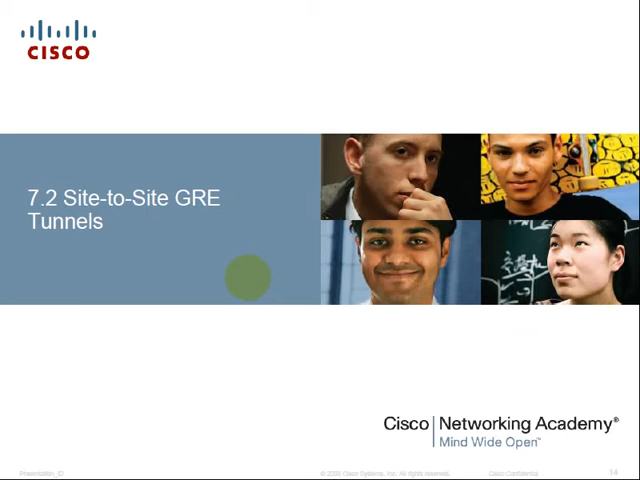 CISCO
7.2 Site-to-Site GRE
Tunnels
Cisco Networking Academy®
Mind Wide Open™
Presentation_ID
© 2008 Cisco Systems, Inc. All rights reserved.
Cisco Confidential
14